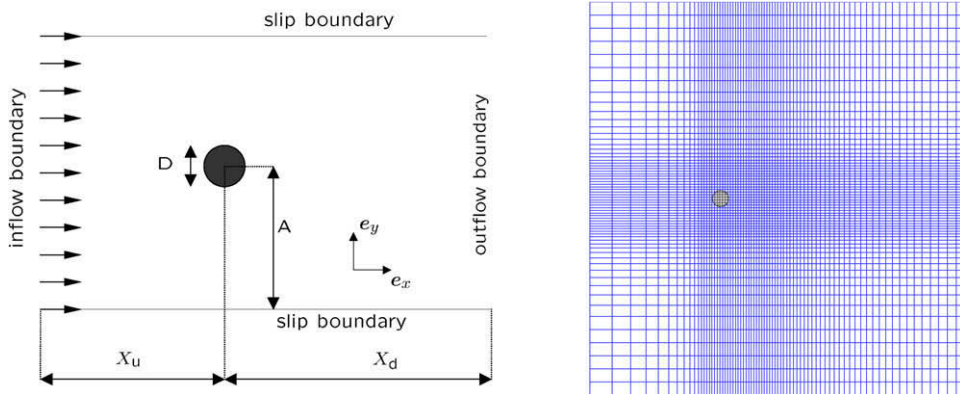 slip boundary
inflow boundary
D
A
e_y
e_x
outflow boundary
slip boundary
X_u
X_d